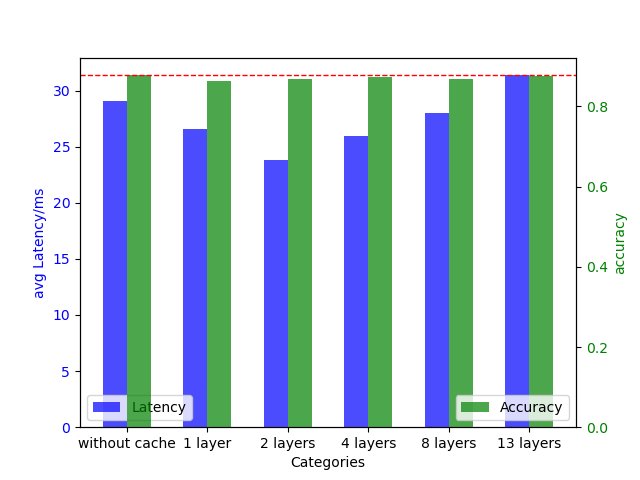 30
25
20
15
10
5
0
avg Latency/ms
0.8
0.6
0.4
0.2
0.0
accuracy
Latency
Accuracy
without cache 1 layer 2 layers 4 layers 8 layers 13 layers
Categories